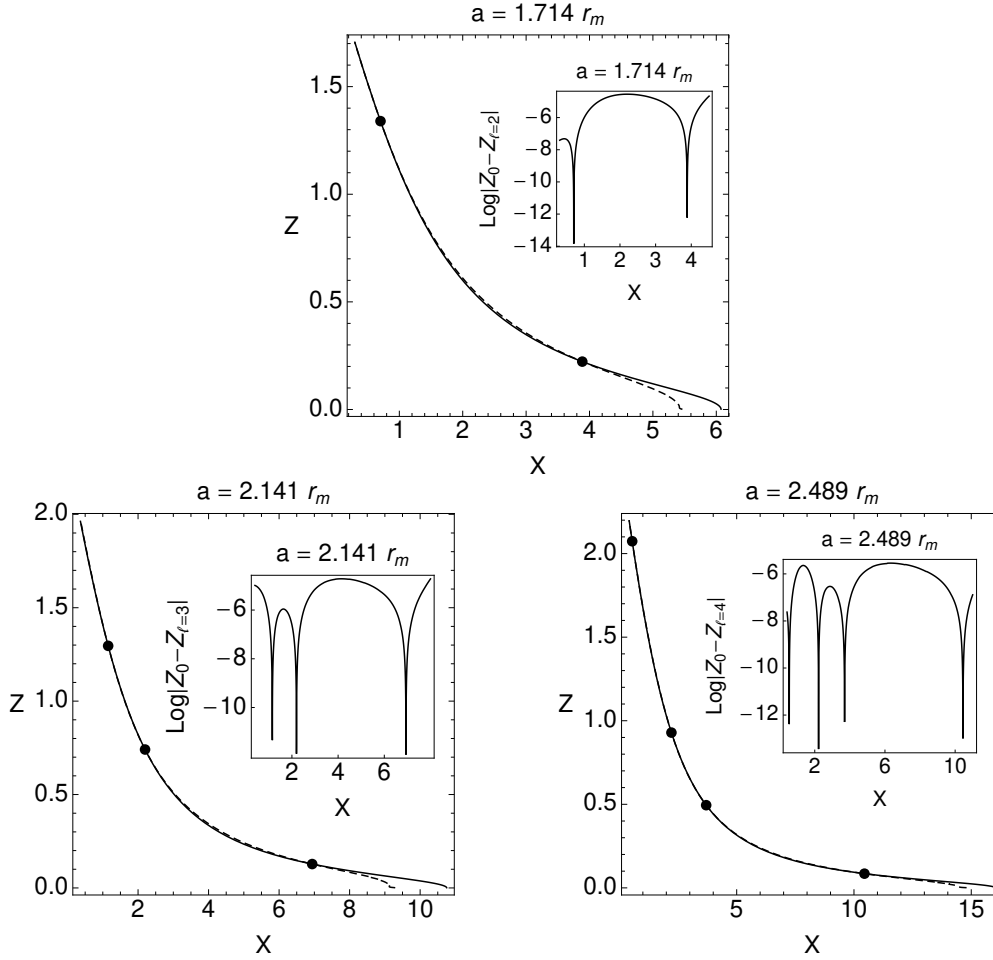 a = 1.714 r_m
Z
1.5
1.0
0.5
0.0
1 2 3 4 5 6
X
a = 1.714 r_m
Log|Z_0−Z_ℓ=2|
−6
−8
−10
−12
−14
1 2 3 4
X
a = 2.141 r_m
Z
2.0
1.5
1.0
0.5
0.0
2 4 6 8 10
X
a = 2.141 r_m
Log|Z_0−Z_ℓ=3|
−6
−8
−10
2 4 6
X
a = 2.489 r_m
Z
2.0
1.5
1.0
0.5
0.0
5 10 15
X
a = 2.489 r_m
Log|Z_0−Z_ℓ=4|
−6
−8
−10
−12
2 6 10
X